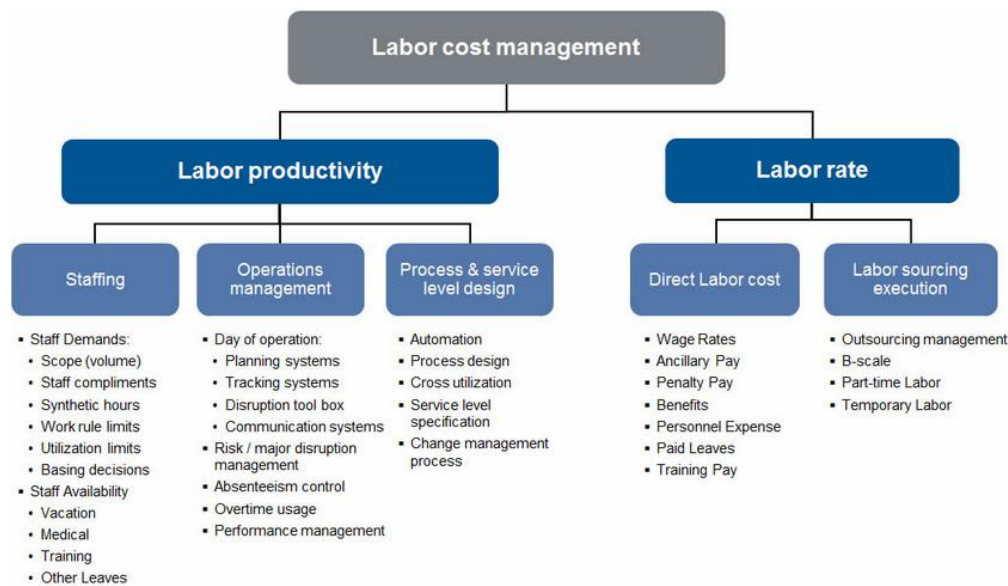 Labor cost management
Labor productivity
Labor rate
Staffing
Operations
management
Process & service
level design
Direct Labor cost
Labor sourcing
execution
▪ Staff Demands:
• Scope (volume)
• Staff compliments
• Synthetic hours
• Work rule limits
• Utilization limits
• Basing decisions
▪ Staff Availability
• Vacation
• Medical
• Training
• Other Leaves
▪ Day of operation:
• Planning systems
• Tracking systems
• Disruption tool box
• Communication systems
▪ Risk / major disruption
management
▪ Absenteeism control
▪ Overtime usage
▪ Performance management
▪ Automation
▪ Process design
▪ Cross utilization
▪ Service level
specification
▪ Change management
process
▪ Wage Rates
▪ Ancillary Pay
▪ Penalty Pay
▪ Benefits
▪ Personnel Expense
▪ Paid Leaves
▪ Training Pay
▪ Outsourcing management
▪ B-scale
▪ Part-time Labor
▪ Temporary Labor